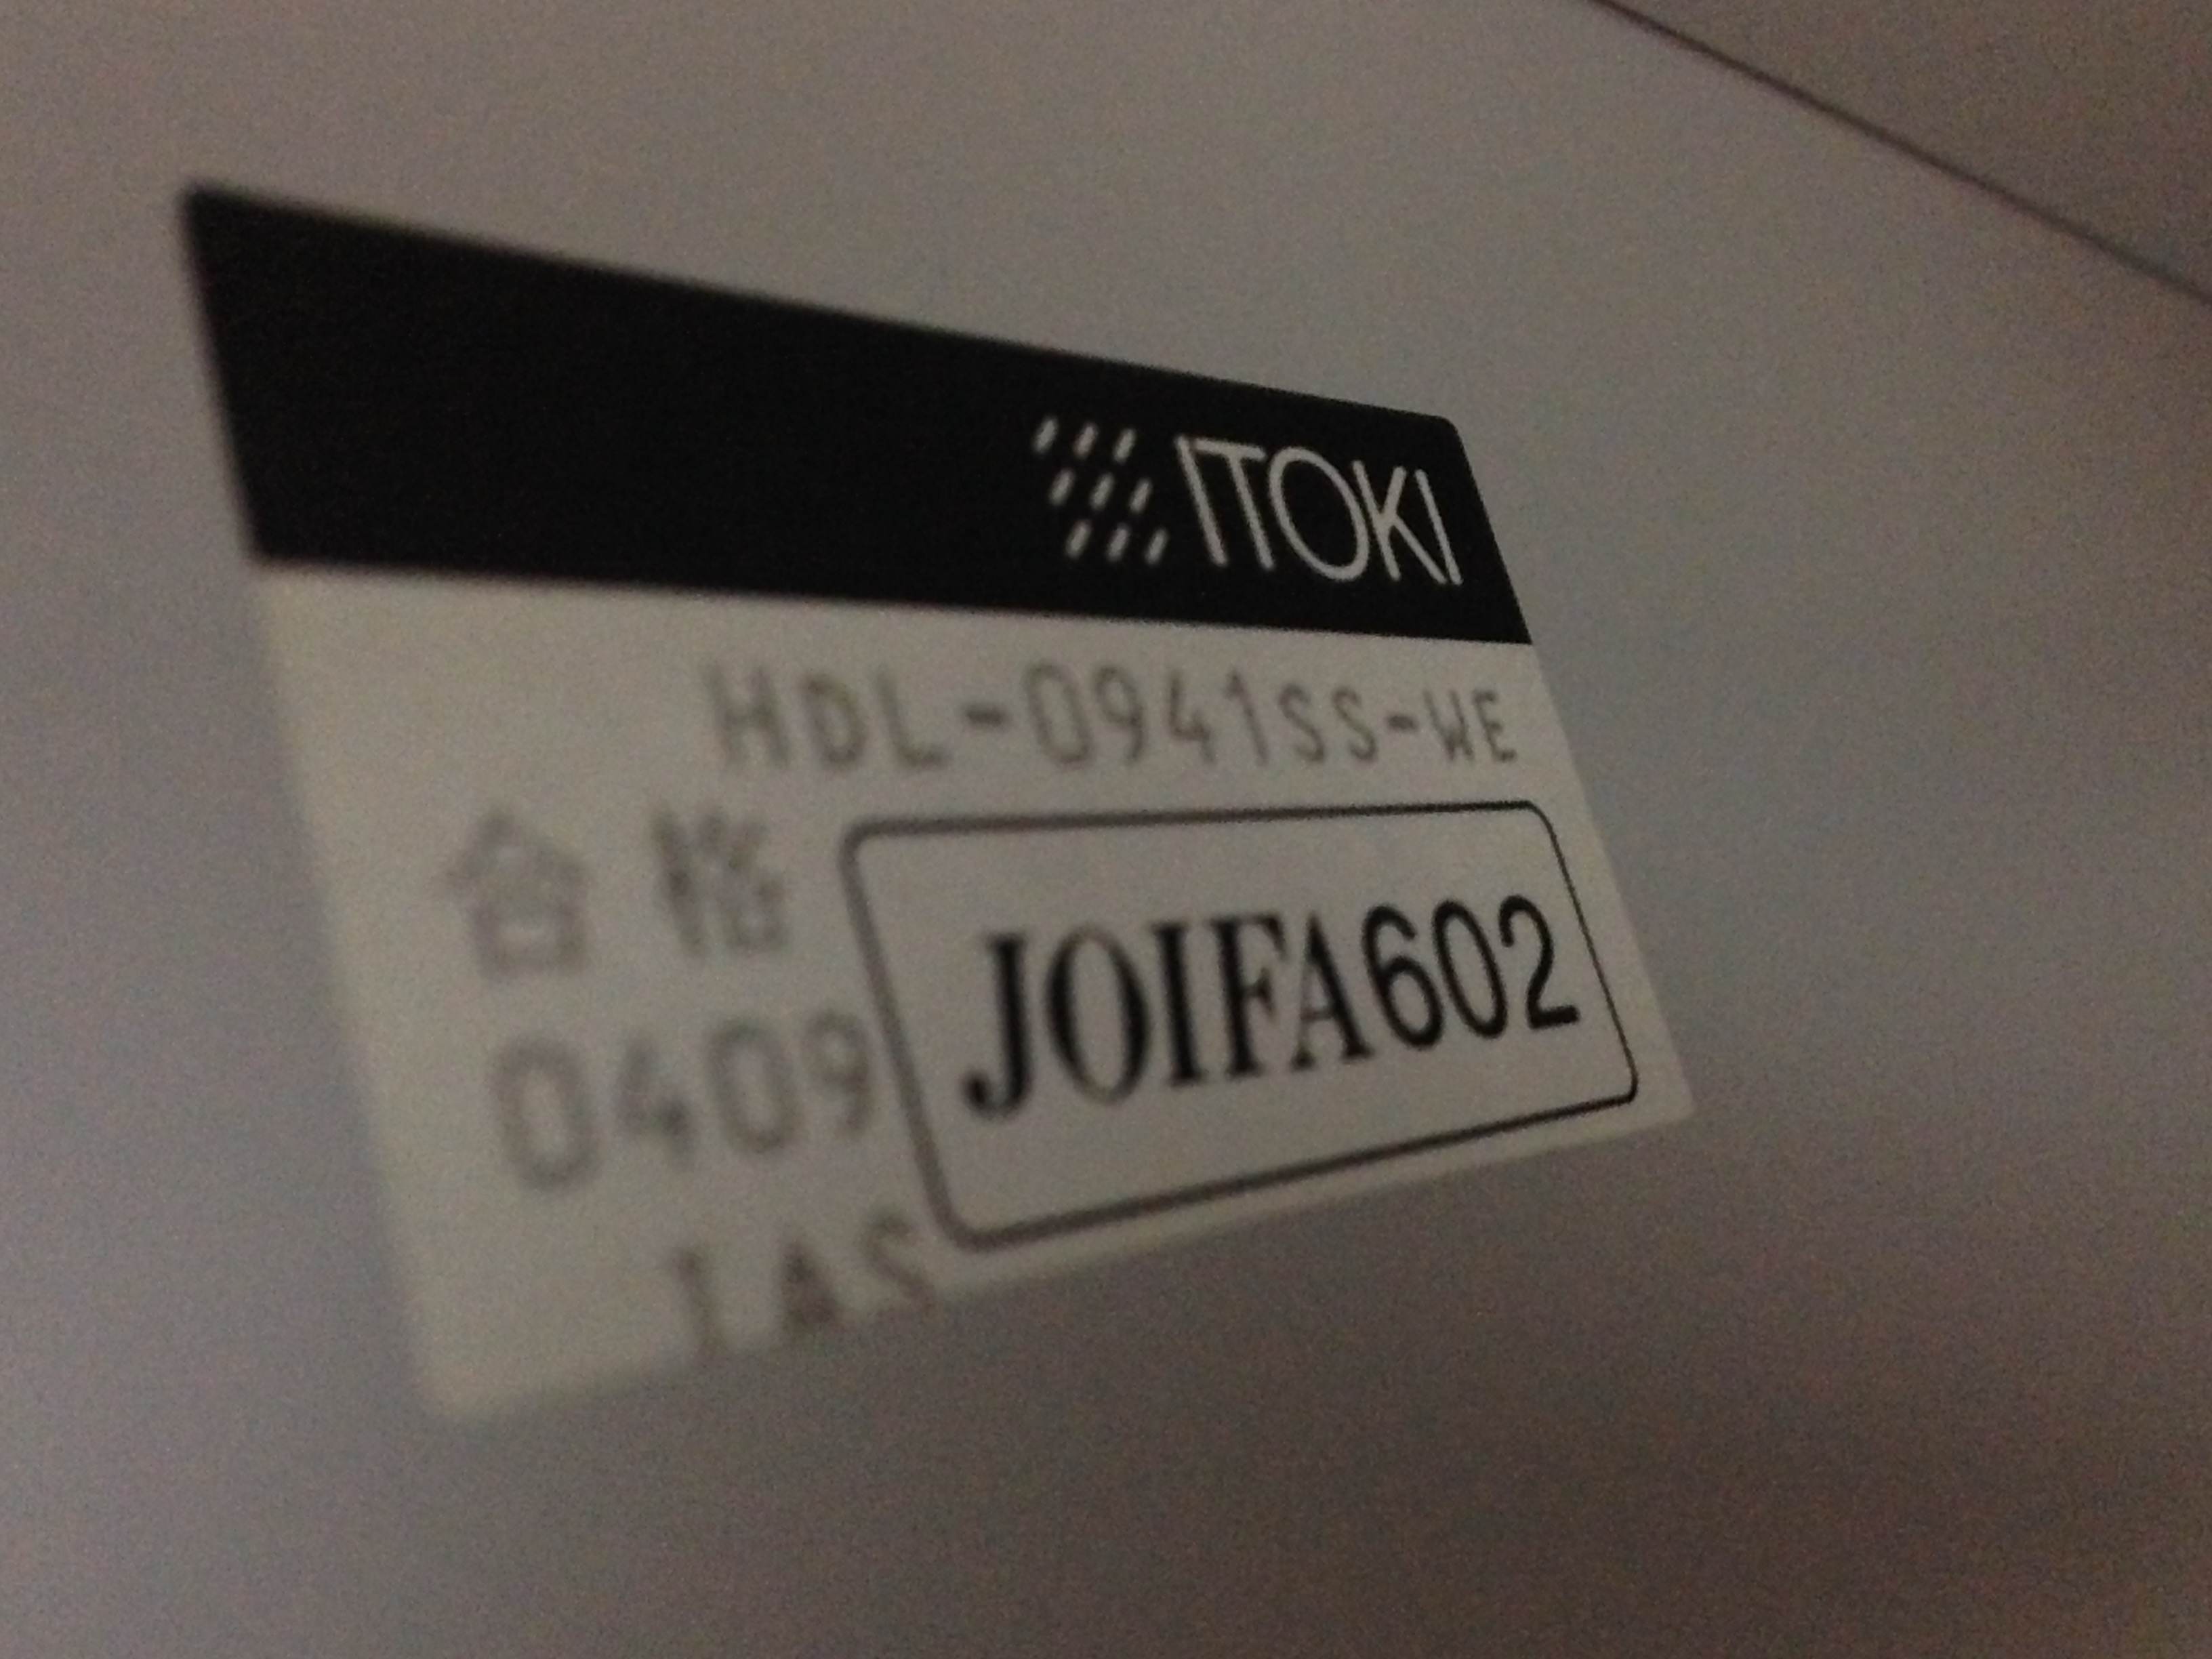 ITOKI
HDL-0941SS-WE
合格
JOIFA602
0409
IAS